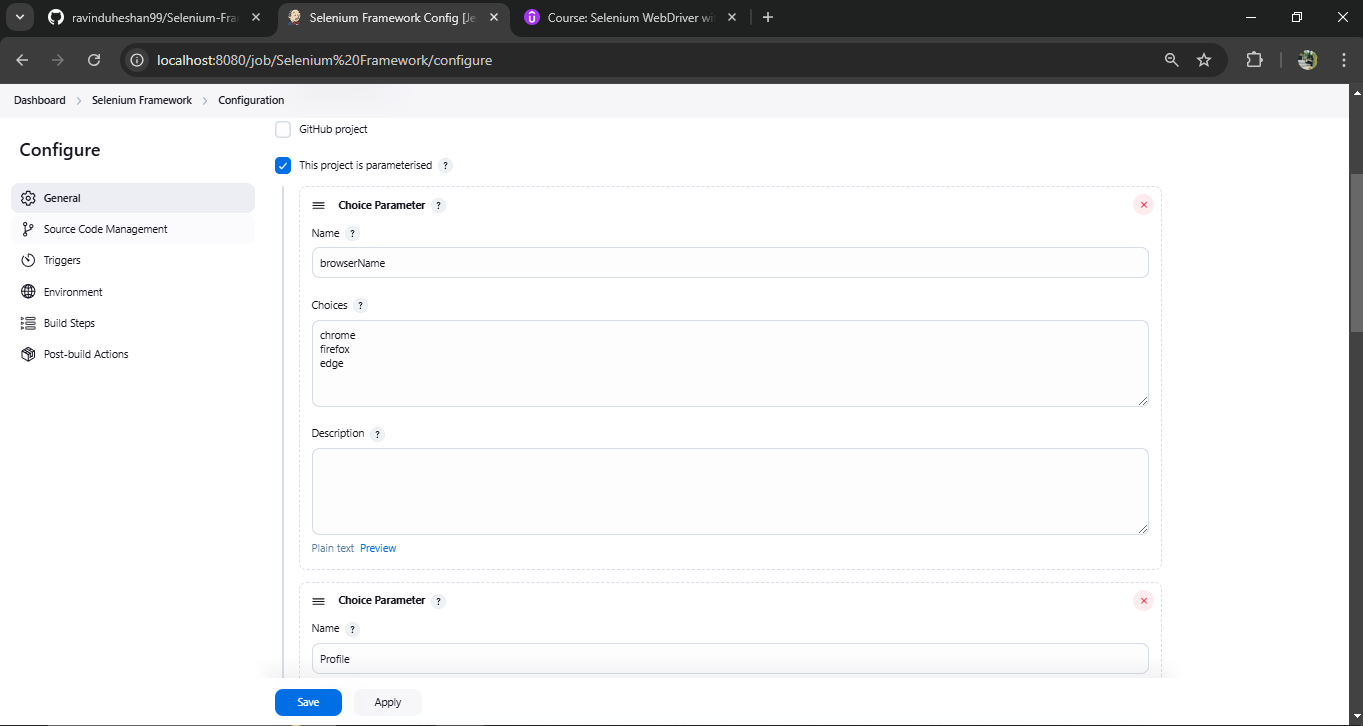 ravinduheshan99/Selenium-Fra
Selenium Framework Config [Je
Course: Selenium WebDriver wi
localhost:8080/job/Selenium%20Framework/configure
Dashboard > Selenium Framework > Configuration
Configure
General
Source Code Management
Triggers
Environment
Build Steps
Post-build Actions
GitHub project
This project is parameterised ?
Choice Parameter ?
Name ?
browserName
Choices ?
chrome
firefox
edge
Description ?
Plain text Preview
Choice Parameter ?
Name ?
Profile
Save Apply